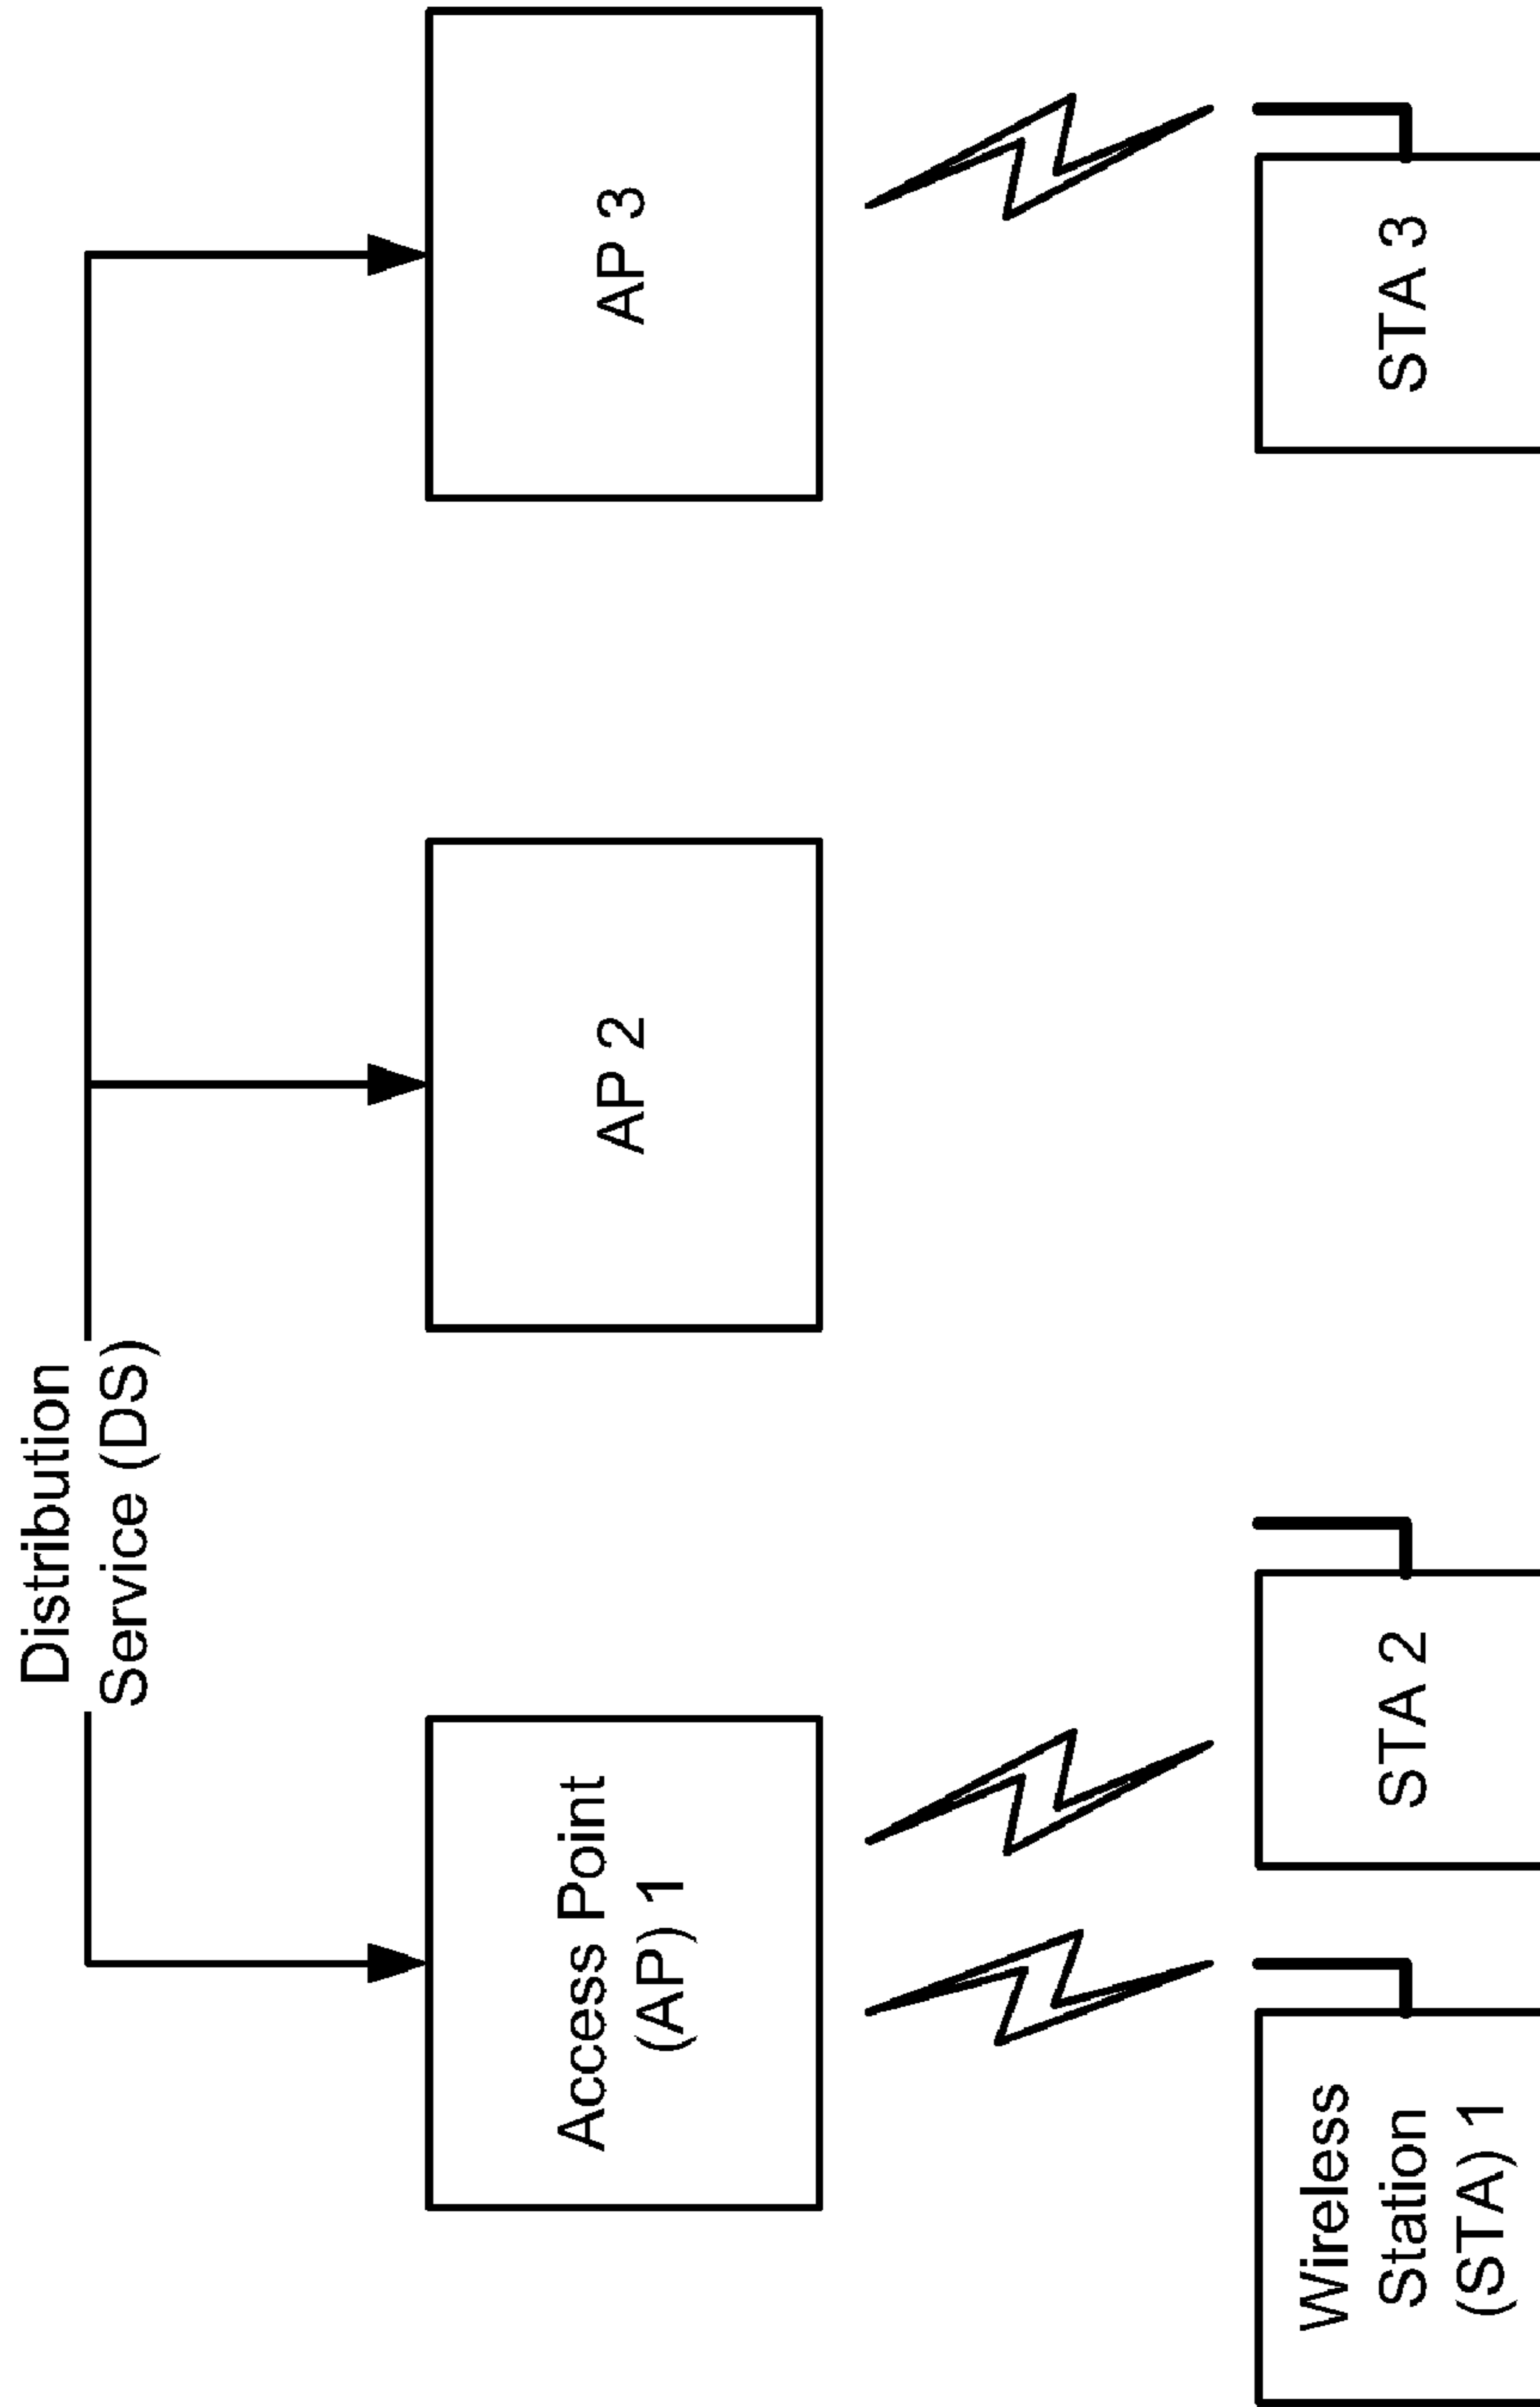 Distribution
Service (DS)
Access Point
(AP) 1
AP 2
AP 3
Wireless
Station
(STA) 1
STA 2
STA 3